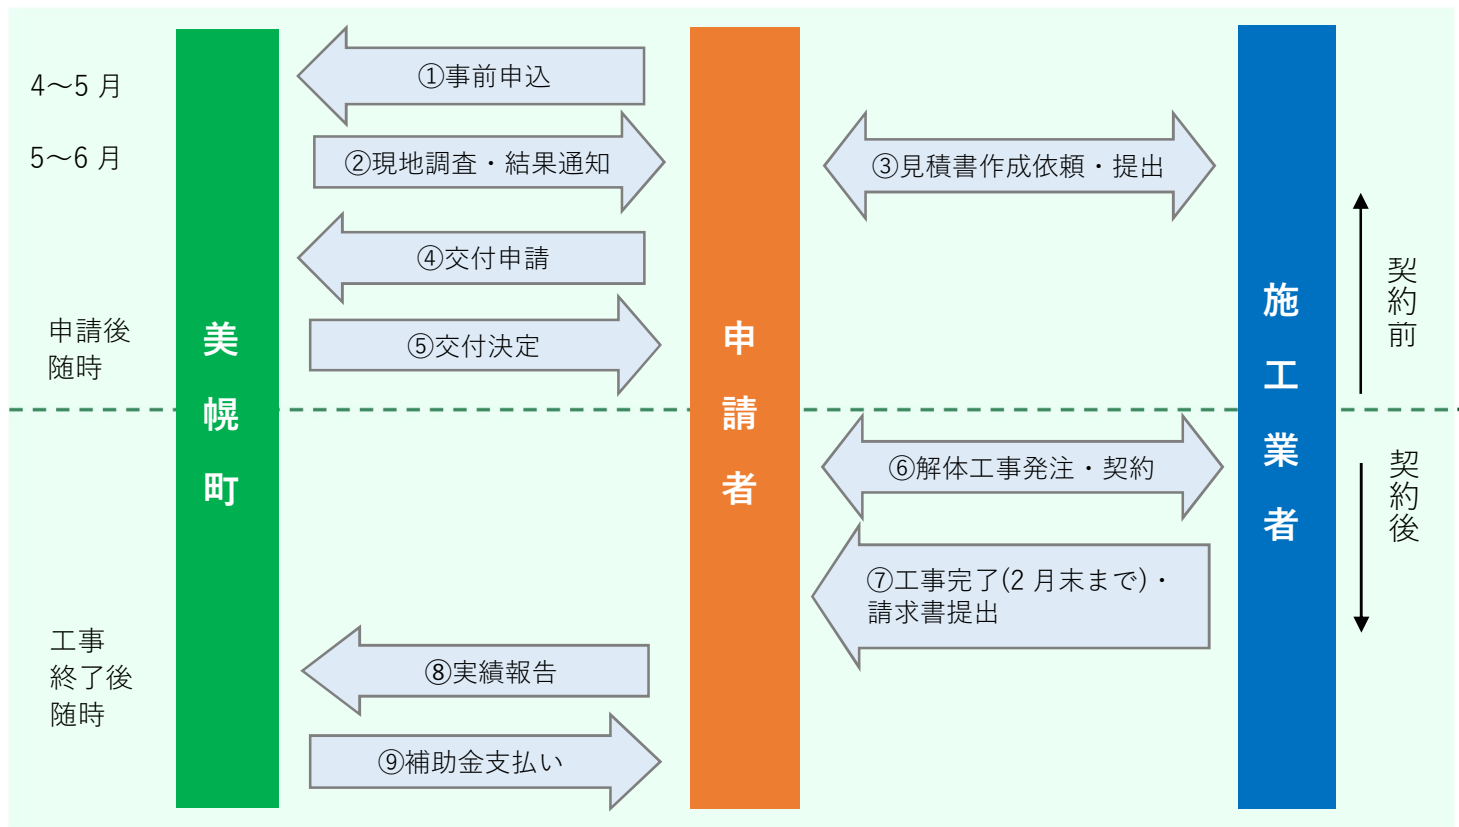 4～5 月
①事前申込
5～6 月
②現地調査・結果通知
③見積書作成依頼・提出
④交付申請
申請後
随時
⑤交付決定
美幌町
申請者
施工業者
契約前
⑥解体工事発注・契約
契約後
⑦工事完了(2 月末まで)・
請求書提出
工事
終了後
随時
⑧実績報告
⑨補助金支払い